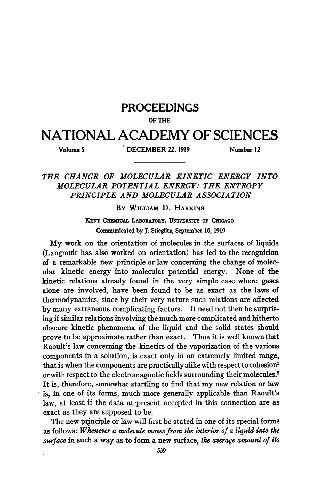 PROCEEDINGS
OF THE
NATIONAL ACADEMY OF SCIENCES
Volume 5 DECEMBER 22, 1919 Number 12
THE CHANGE OF MOLECULAR KINETIC ENERGY INTO
MOLECULAR POTENTIAL ENERGY: THE ENTROPY
PRINCIPLE AND MOLECULAR ASSOCIATION
BY WILLIAM D. HARKINS
KENT CHEMICAL LABORATORY, UNIVERSITY OF CHICAGO
Communicated by J. Stieglitz, September 16, 1919
My work on the orientation of molecules in the surfaces of liquids
(Langmuir has also worked on orientation) has led to the recognition
of a remarkable new principle or law concerning the change of molec-
ular kinetic energy into molecular potential energy. None of the
kinetic relations already found in the very simple case where gases
alone are involved, have been found to be as exact as the laws of
thermodynamics, since by their very nature such relations are affected
by many extraneous complicating factors. It need not then be surpris-
ing if similar relations involving the much more complicated and hitherto
obscure kinetic phenomena of the liquid and the solid states should
prove to be approximate rather than exact. Thus it is well known that
Raoult's law concerning the kinetics of the vaporization of the various
components in a solution, is exact only in an extremely limited range,
that is when the components are practically alike with respect to cohesion¹
or with respect to the electromagnetic fields surrounding their molecules.²
It is, therefore, somewhat startling to find that my new relation or law
is, in one of its forms, much more generally applicable than Raoult's
law, at least if the data at present accepted in this connection are as
exact as they are supposed to be.
The new principle or law will first be stated in one of its special forms
as follows: Whenever a molecule moves from the interior of a liquid into the
surface in such a way as to form a new surface, the average amount of its
539